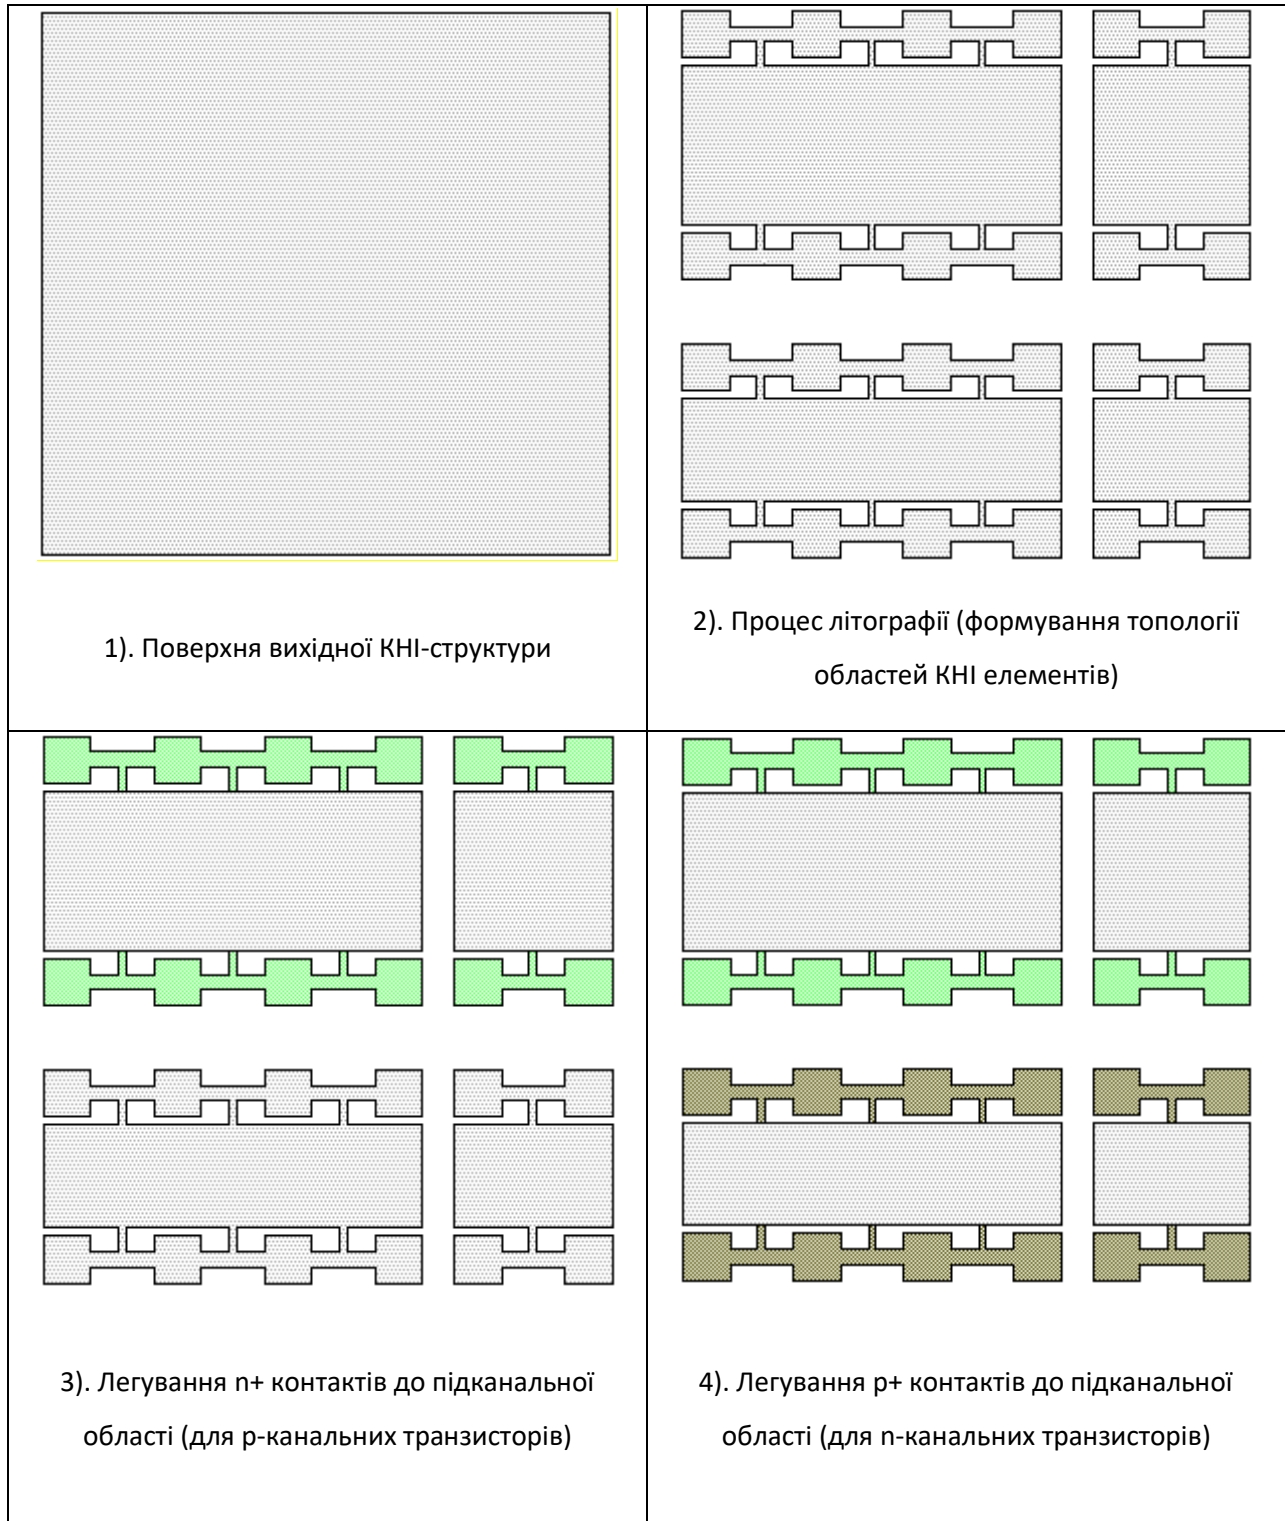 1). Поверхня вихідної КНІ-структури
2). Процес літографії (формування топології
областей КНІ елементів)
3). Легування n+ контактів до підканальної
області (для p-канальних транзисторів)
4). Легування p+ контактів до підканальної
області (для n-канальних транзисторів)